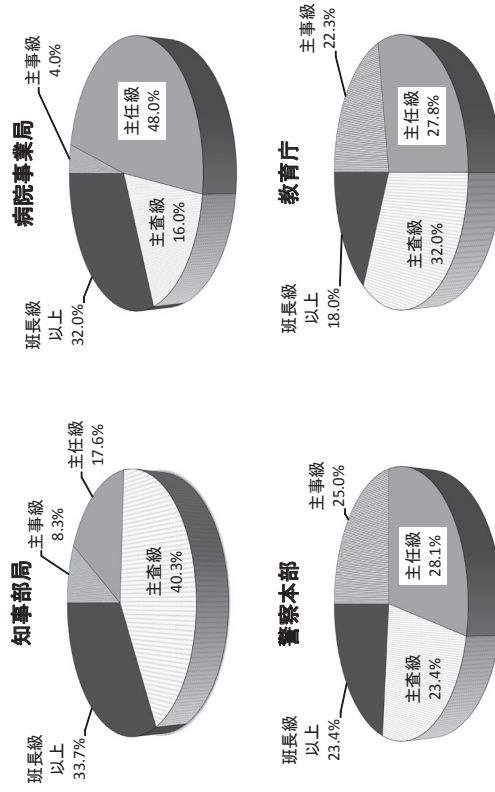 知事部局
主事級
8.3%
主任級
17.6%
主査級
40.3%
班長級
以上
33.7%
病院事業局
主事級
4.0%
主任級
48.0%
主査級
16.0%
班長級
以上
32.0%
警察本部
主事級
25.0%
主任級
28.1%
主査級
23.4%
班長級
以上
23.4%
教育庁
主事級
22.3%
主任級
27.8%
主査級
32.0%
班長級
以上
18.0%